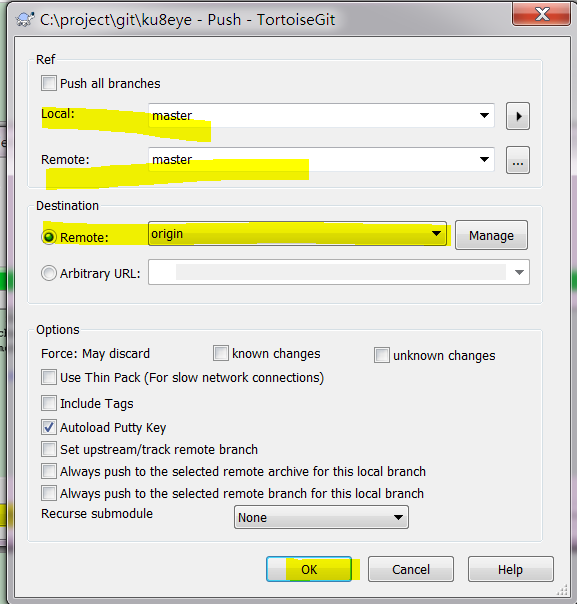 C:\project\git\ku8eye - Push - TortoiseGit
Ref
Push all branches
Local: master
Remote: master ...
Destination
Remote: origin Manage
Arbitrary URL:
Options
Force: May discard known changes unknown changes
Use Thin Pack (For slow network connections)
Include Tags
Autoload Putty Key
Set upstream/track remote branch
Always push to the selected remote archive for this local branch
Always push to the selected remote branch for this local branch
Recurse submodule None
OK Cancel Help